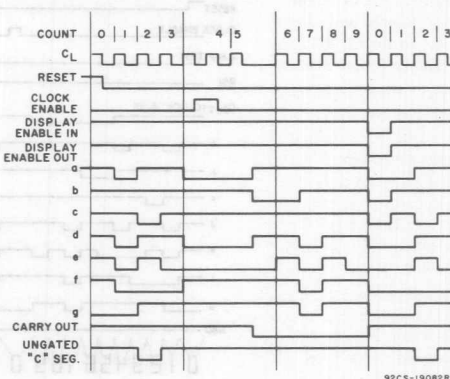 COUNT 0 1 2 3 4 5 6 7 8 9 0 1 2 3
CL
RESET
CLOCK
ENABLE
DISPLAY
ENABLE IN
DISPLAY
ENABLE OUT
a
b
c
d
e
f
g
CARRY OUT
UNGATED
"C" SEG.
92CS-19082R